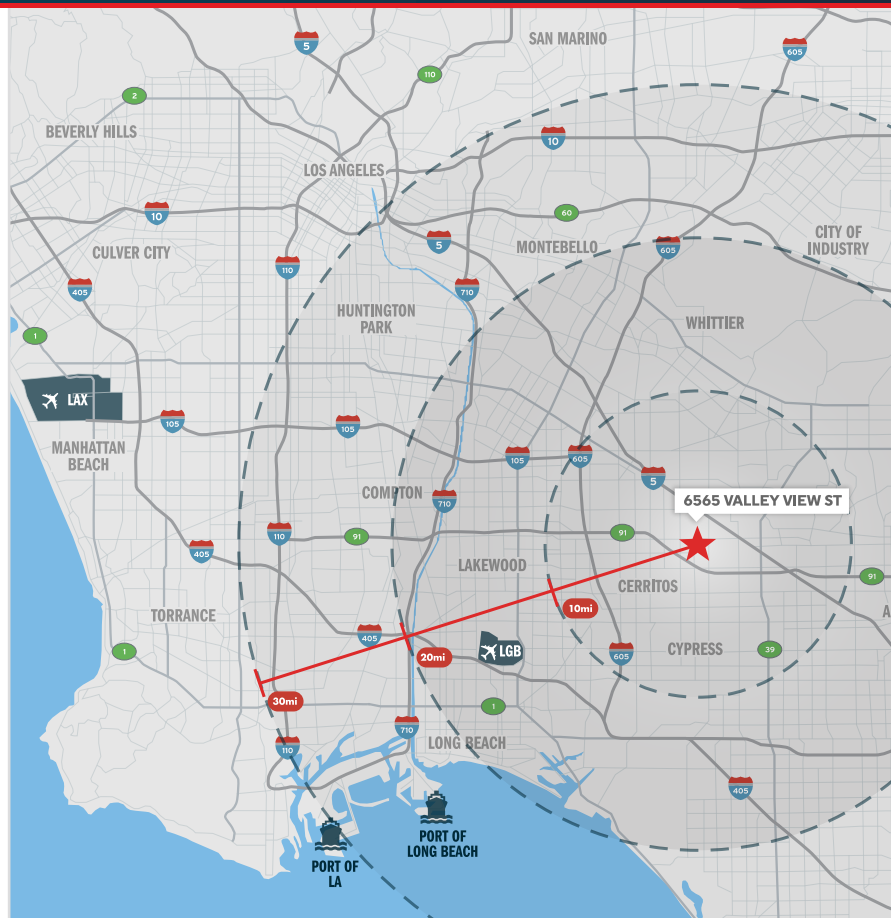 SAN MARINO
5
605
110
2
BEVERLY HILLS
10
LOS ANGELES
10
60
CITY OF
INDUSTRY
5
MONTEBELLO
605
CULVER CITY
110
405
710
HUNTINGTON
PARK
WHITTIER
1
LAX
105
105
MANHATTAN
BEACH
105
605
5
COMPTON
710
6565 VALLEY VIEW ST
110
91
91
405
LAKEWOOD
91
CERRITOS
10mi
A
TORRANCE
405
1
20mi
LGB
605
CYPRESS
39
30mi
1
710
110
LONG BEACH
405
PORT OF
LONG BEACH
PORT OF
LA